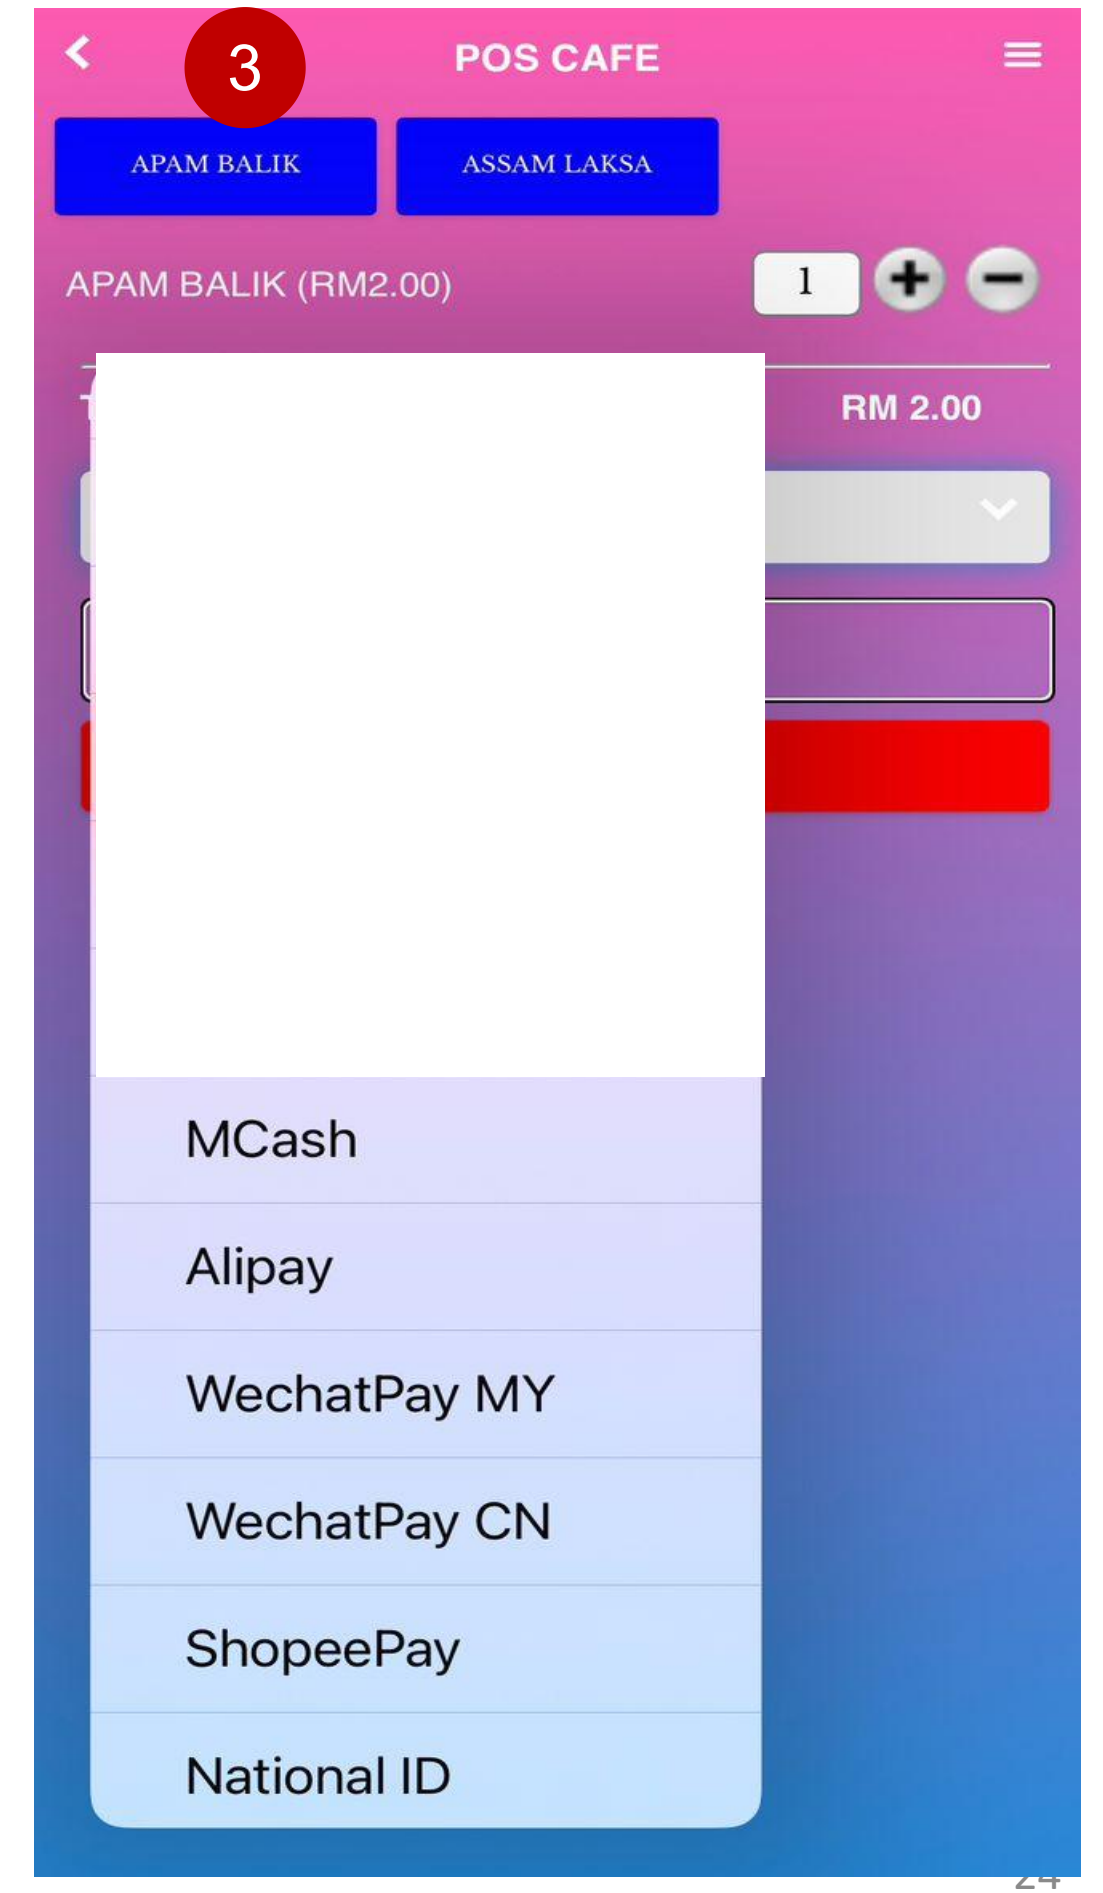 3
POS CAFE
APAM BALIK
ASSAM LAKSA
APAM BALIK (RM2.00)
1
RM 2.00
MCash
Alipay
WechatPay MY
WechatPay CN
ShopeePay
National ID
24